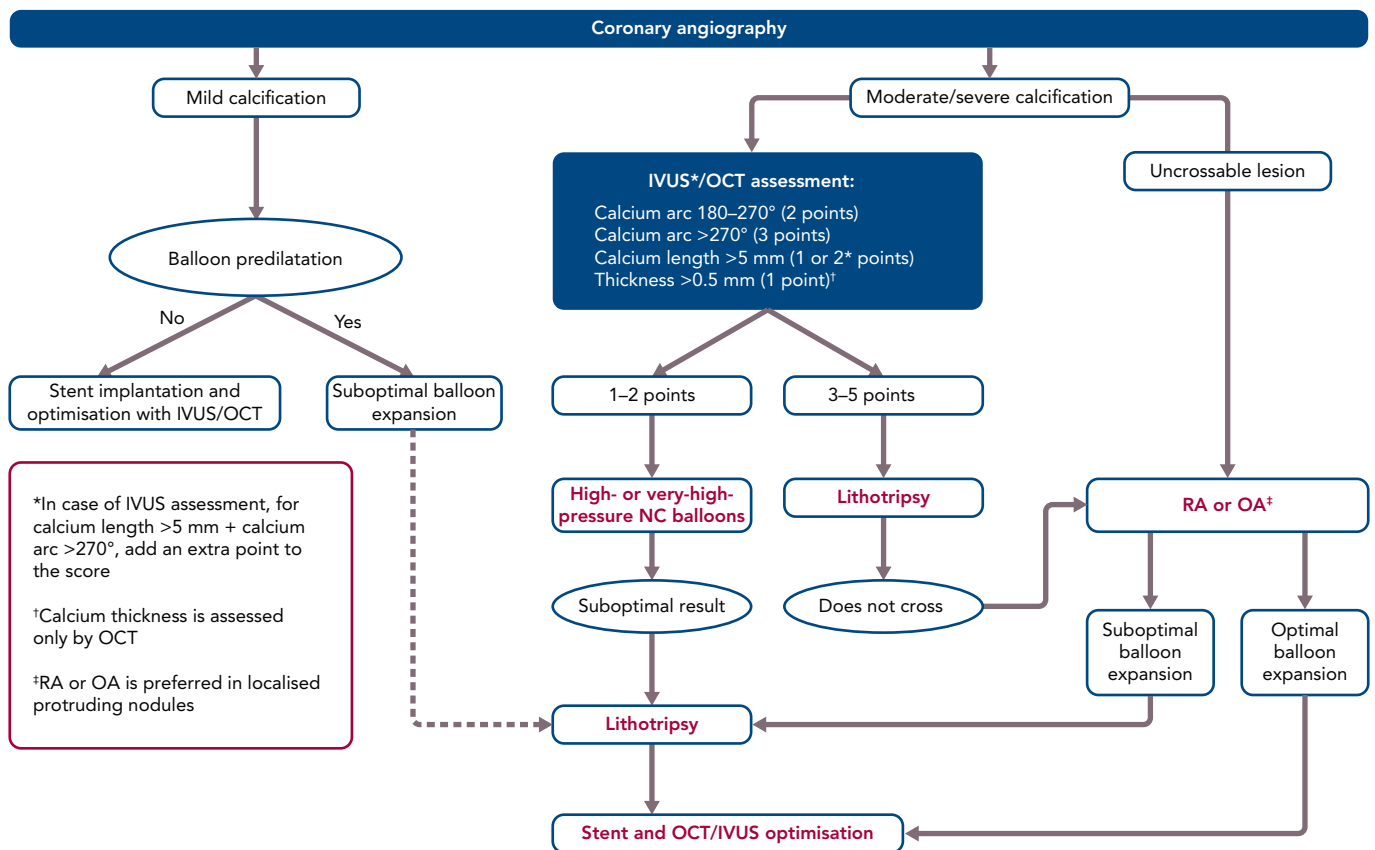 Coronary angiography
Mild calcification
Moderate/severe calcification
IVUS*/OCT assessment:
Calcium arc 180–270° (2 points)
Calcium arc >270° (3 points)
Calcium length >5 mm (1 or 2* points)
Thickness >0.5 mm (1 point)†
Uncrossable lesion
Balloon predilatation
No
Yes
Stent implantation and
optimisation with IVUS/OCT
Suboptimal balloon
expansion
1–2 points
3–5 points
High- or very-high-
pressure NC balloons
Lithotripsy
RA or OA‡
*In case of IVUS assessment, for
calcium length >5 mm + calcium
arc >270°, add an extra point to
the score
†Calcium thickness is assessed
only by OCT
‡RA or OA is preferred in localised
protruding nodules
Suboptimal result
Does not cross
Suboptimal
balloon
expansion
Optimal
balloon
expansion
Lithotripsy
Stent and OCT/IVUS optimisation